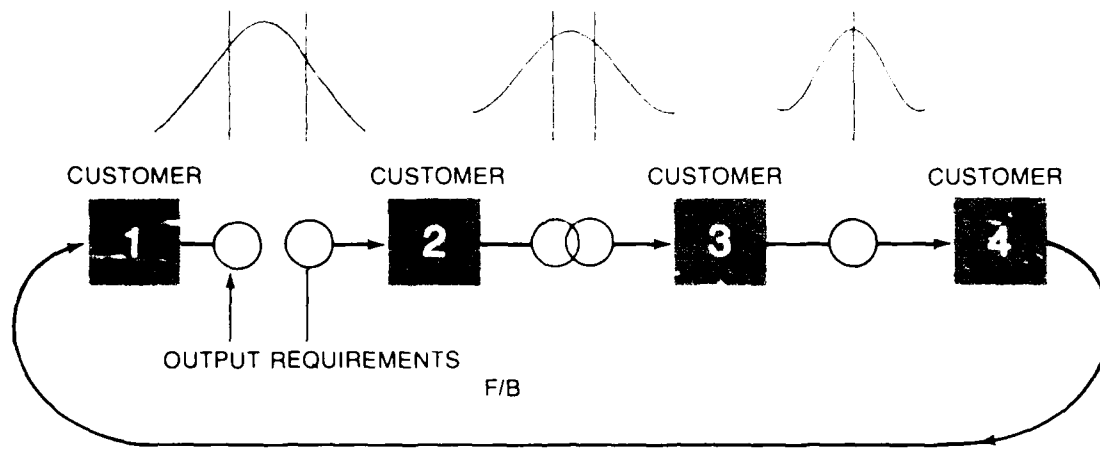 CUSTOMER CUSTOMER CUSTOMER CUSTOMER
1 2 3 4
OUTPUT REQUIREMENTS
F/B